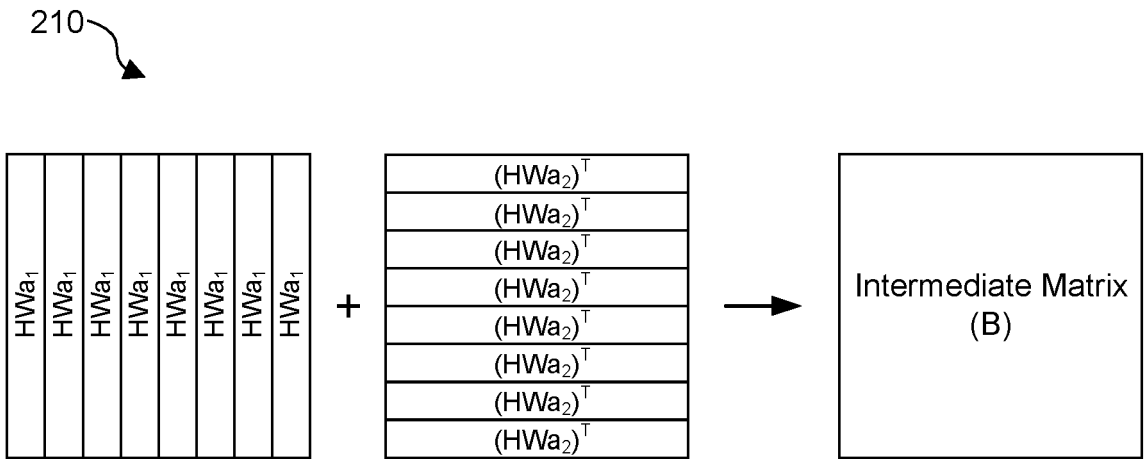 210
HWa₁
HWa₁
HWa₁
HWa₁
HWa₁
HWa₁
HWa₁
HWa₁
+
(HWa₂)ᵀ
(HWa₂)ᵀ
(HWa₂)ᵀ
(HWa₂)ᵀ
(HWa₂)ᵀ
(HWa₂)ᵀ
(HWa₂)ᵀ
(HWa₂)ᵀ
Intermediate Matrix
(B)